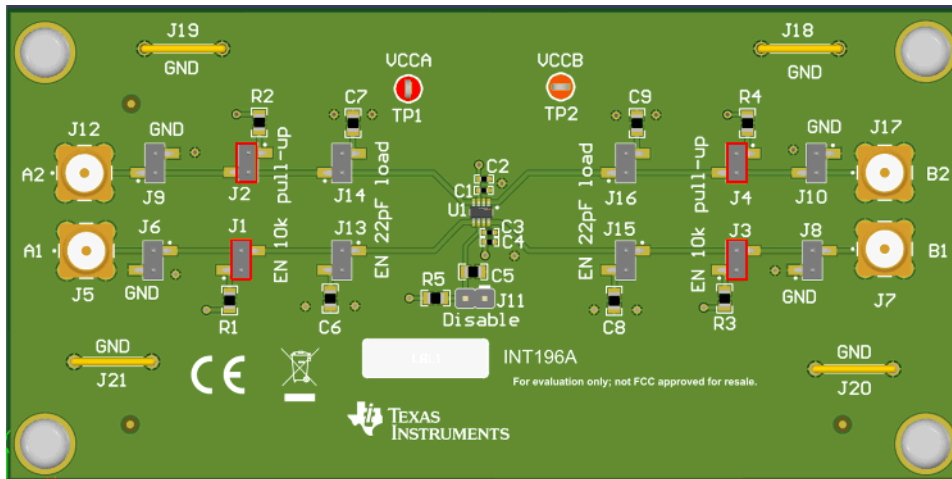 J19
GND
J18
GND
VCCA
TP1
VCCB
TP2
R2
C7
C9
R4
J12
GND
GND
J17
A2
J9
J2
EN 10k pull-up
J14
EN 22pF load
C2
C1
U1
C3
C4
J16
EN 22pF load
J4
EN 10k pull-up
J10
B2
J6
J1
J13
J15
J3
J8
A1
B1
J5
GND
R1
C6
R5
C5
J11
Disable
C8
R3
GND
J7
GND
J21
CE
INT196A
For evaluation only; not FCC approved for resale.
GND
J20
TEXAS
INSTRUMENTS